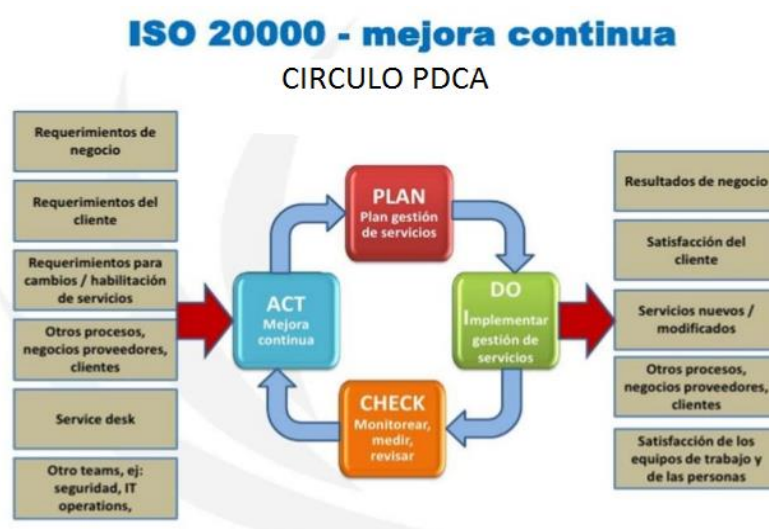 ISO 20000 - mejora continua
CIRCULO PDCA
Requerimientos de
negocio
Requerimientos del
cliente
Requerimientos para
cambios / habilitación
de servicios
Otros procesos,
negocios proveedores,
clientes
Service desk
Otro teams, ej:
seguridad, IT
operations,
PLAN
Plan gestión
de servicios
DO
Implementar
gestión de
servicios
CHECK
Monitorear,
medir,
revisar
ACT
Mejora
continua
Resultados de negocio
Satisfacción del
cliente
Servicios nuevos /
modificados
Otros procesos,
negocios proveedores,
clientes
Satisfacción de los
equipos de trabajo y
de las personas